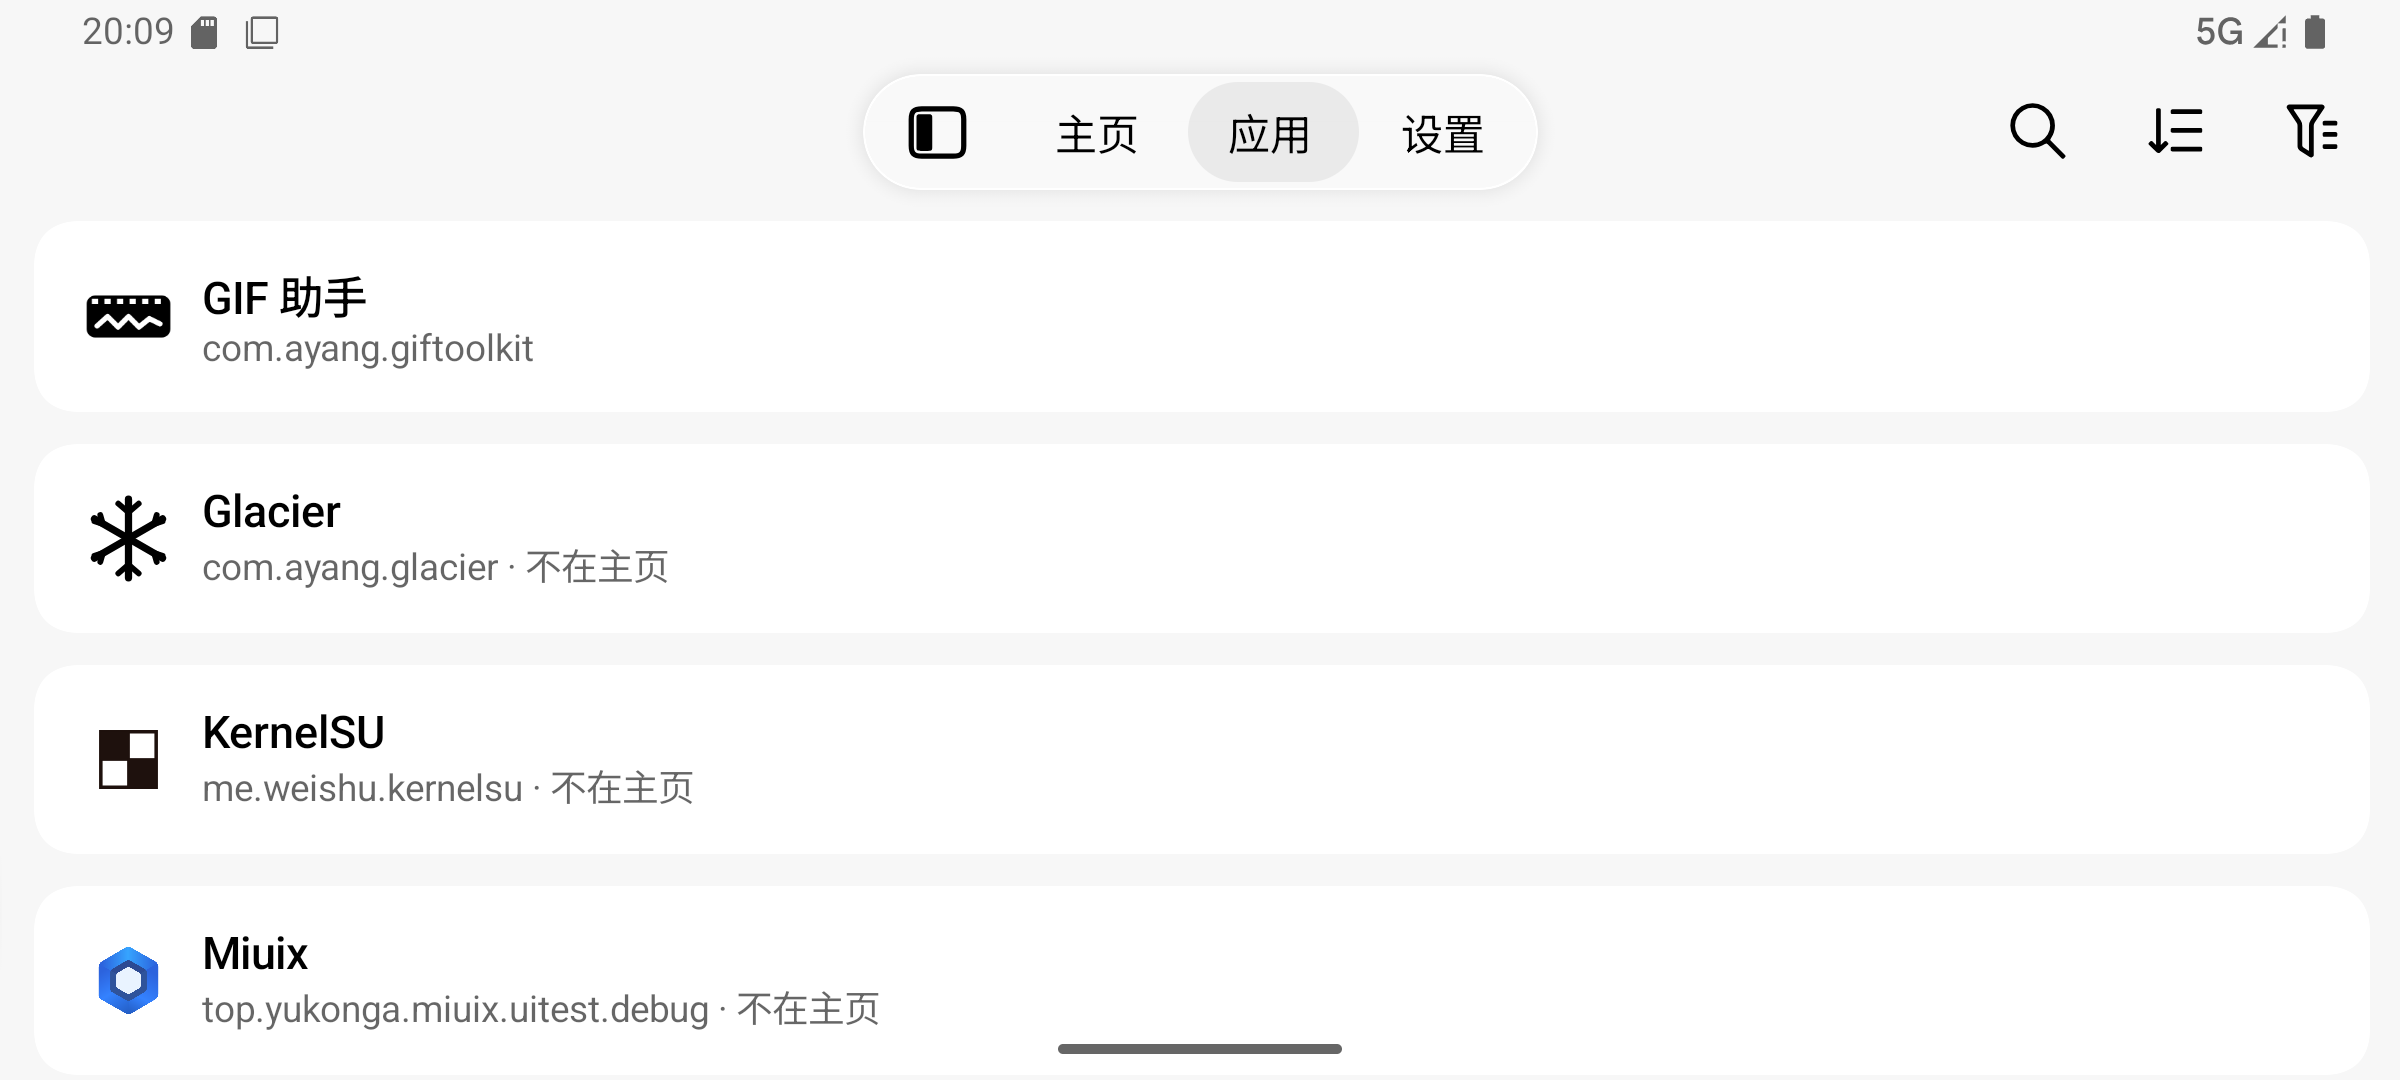 20:09
5G
主页 应用 设置
GIF 助手
com.ayang.giftoolkit
Glacier
com.ayang.glacier · 不在主页
KernelSU
me.weishu.kernelsu · 不在主页
Miuix
top.yukonga.miuix.uitest.debug · 不在主页